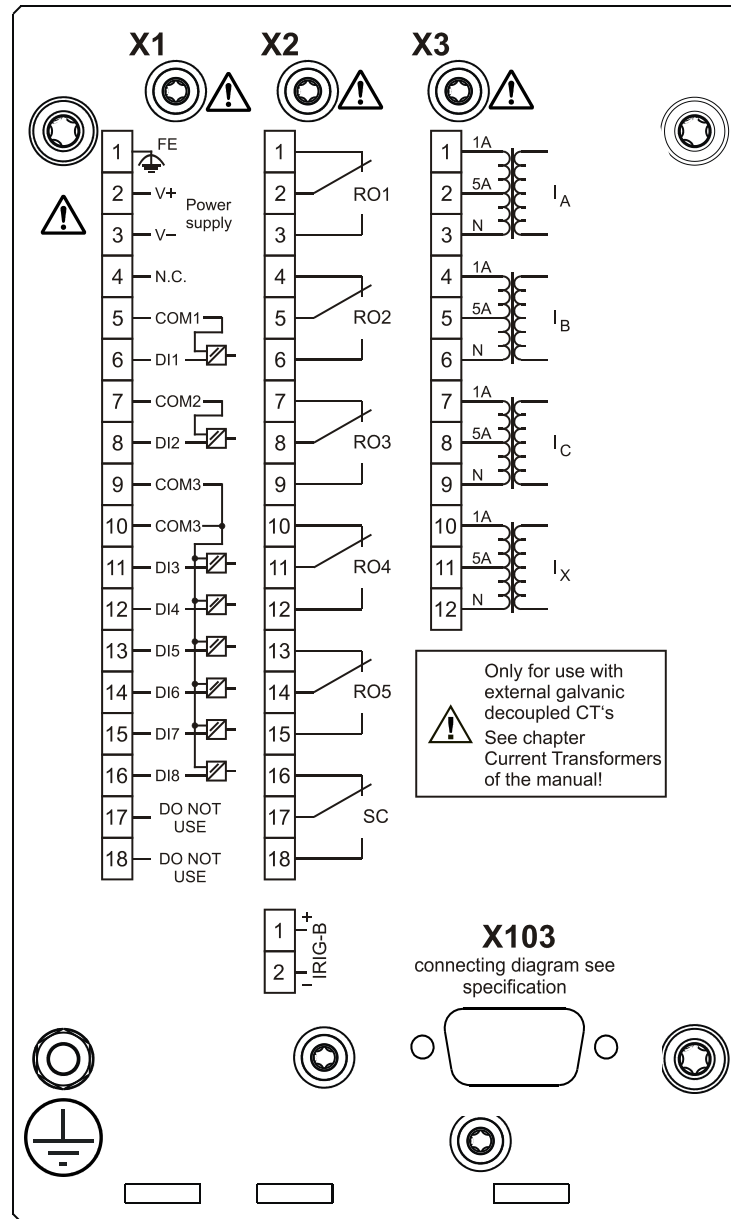 X1
X2
X3
1 FE
2 V+
Power
supply
3 V–
4 N.C.
5 COM1
6 DI1
7 COM2
8 DI2
9 COM3
10 COM3
11 DI3
12 DI4
13 DI5
14 DI6
15 DI7
16 DI8
17 DO NOT
USE
18 DO NOT
USE
1
2 RO1
3
4
5 RO2
6
7
8 RO3
9
10
11 RO4
12
13
14 RO5
15
16
17 SC
18
1 +
2 –
IRIG-B
1 1A
2 5A IA
3 N
4 1A
5 5A IB
6 N
7 1A
8 5A IC
9 N
10 1A
11 5A IX
12 N
Only for use with
external galvanic
decoupled CT‘s
See chapter
Current Transformers
of the manual!
X103
connecting diagram see
specification